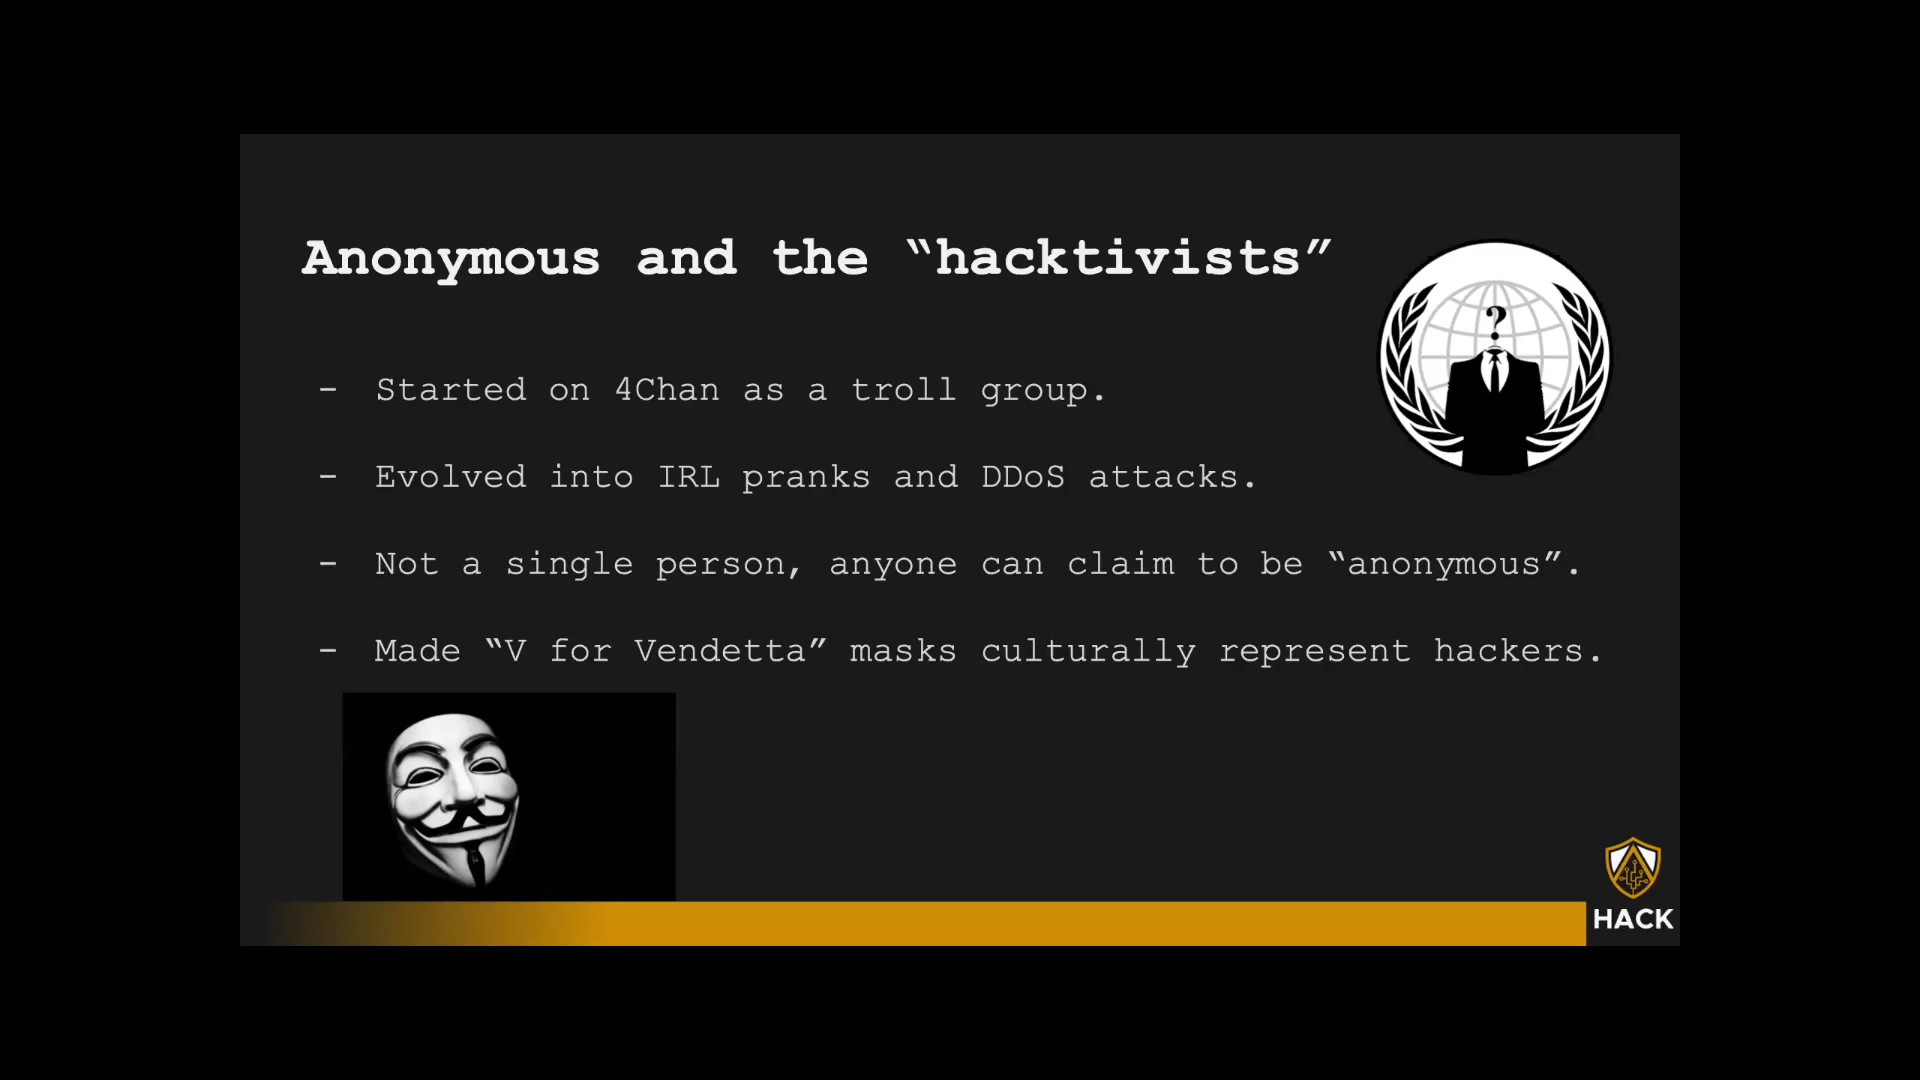 Anonymous and the “hacktivists”
?
- Started on 4Chan as a troll group.
- Evolved into IRL pranks and DDoS attacks.
- Not a single person, anyone can claim to be “anonymous”.
- Made “V for Vendetta” masks culturally represent hackers.
HACK